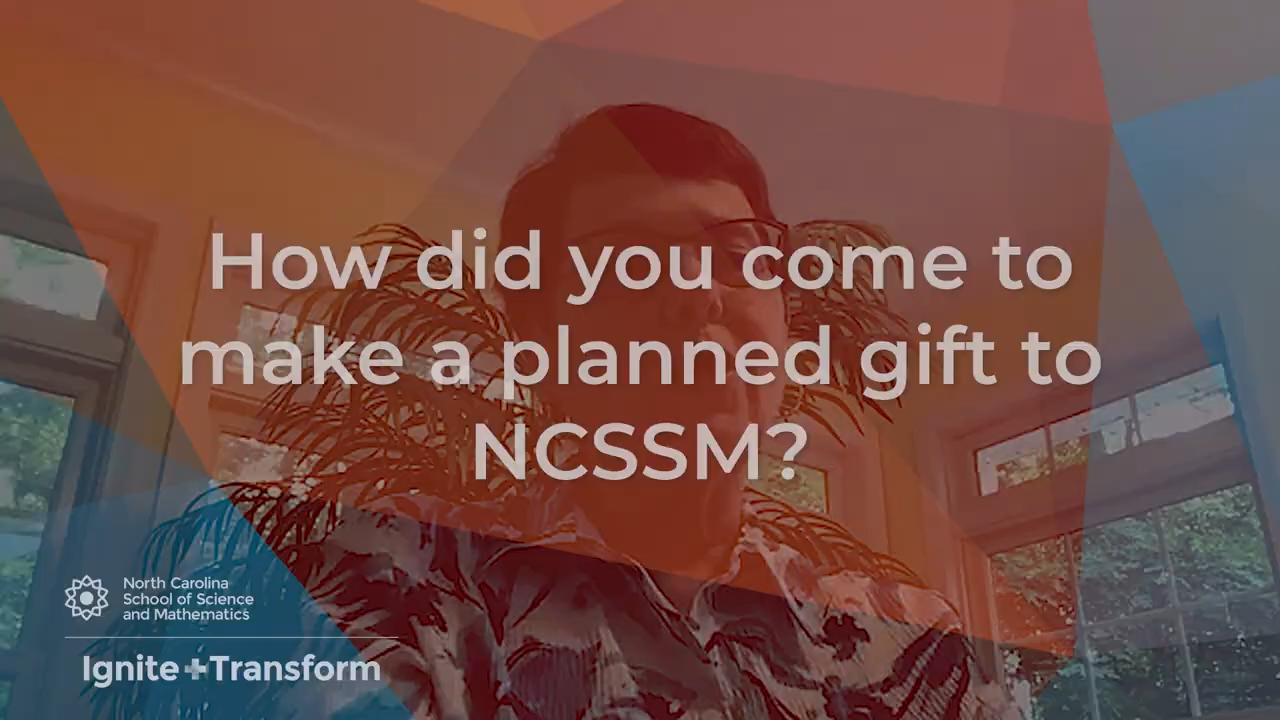 How did you come to
make a planned gift to
NCSSM?
North Carolina
School of Science
and Mathematics
Ignite+Transform